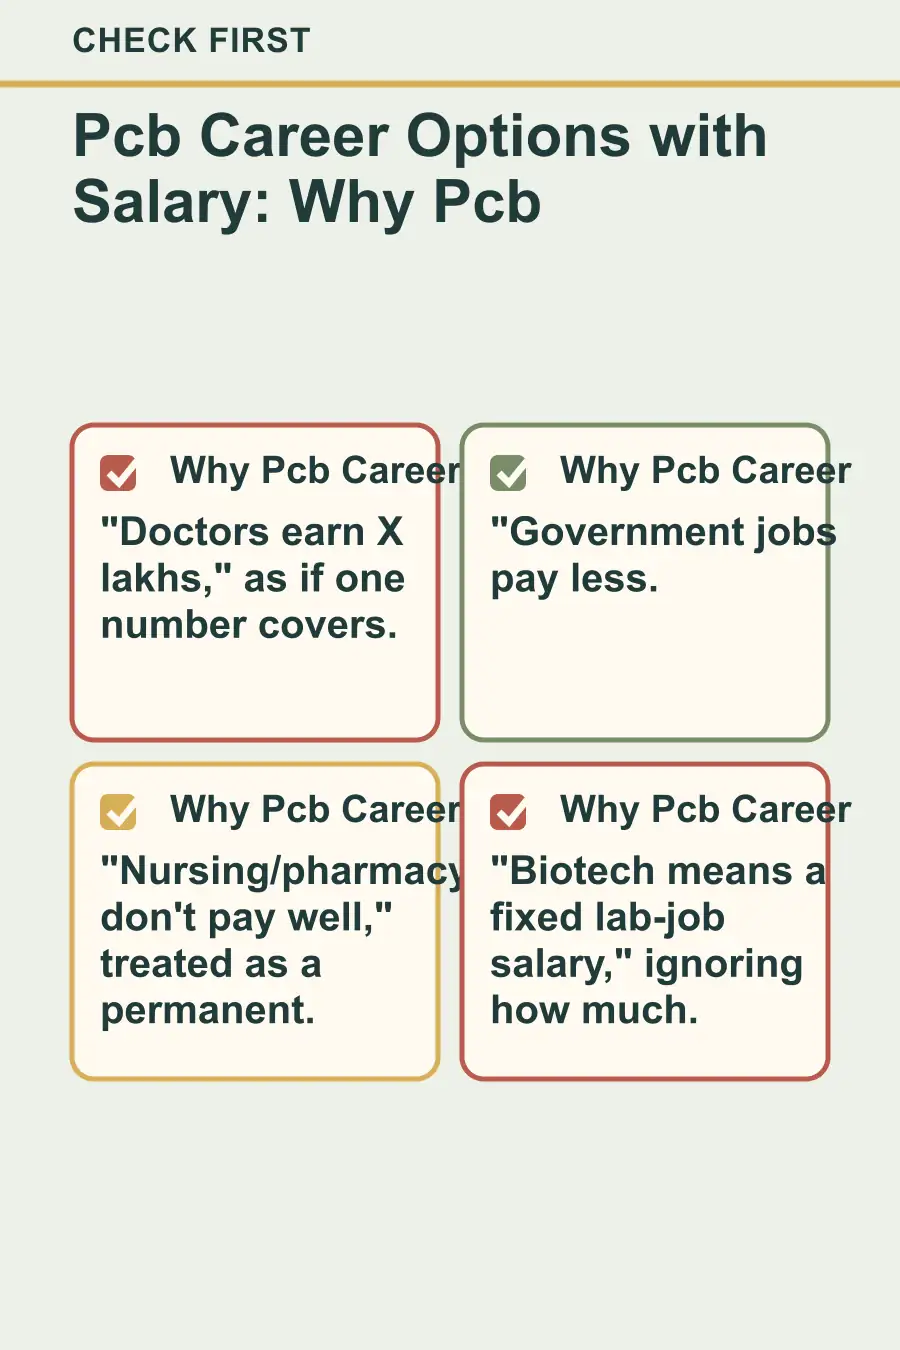 CHECK FIRST
Pcb Career Options with
Salary: Why Pcb
Why Pcb Career
"Doctors earn X
lakhs," as if one
number covers.
Why Pcb Career
"Government jobs
pay less.
Why Pcb Career
"Nursing/pharmacy
don't pay well,"
treated as a
permanent.
Why Pcb Career
"Biotech means a
fixed lab-job
salary," ignoring
how much.